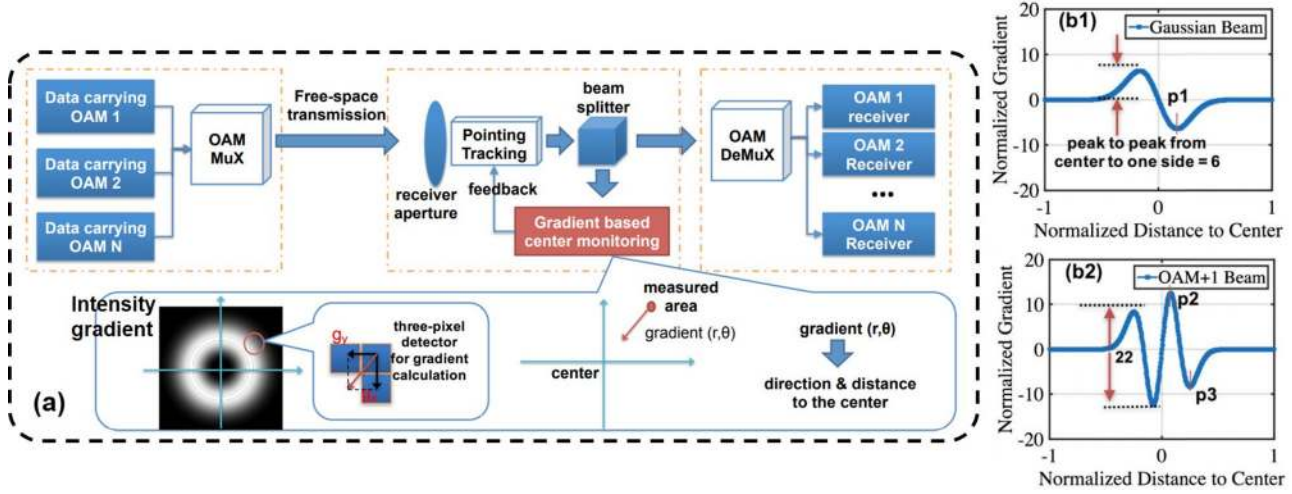 Data carrying
OAM 1
Data carrying
OAM 2
Data carrying
OAM N
OAM
MuX
Free-space
transmission
receiver
aperture
Pointing
Tracking
feedback
beam
splitter
Gradient based
center monitoring
OAM
DeMuX
OAM 1
receiver
OAM 2
Receiver
...
OAM N
Receiver
Intensity
gradient
(a)
gy
three-pixel
detector
for gradient
calculation
measured
area
gradient (r,θ)
center
gradient (r,θ)
direction & distance
to the center
(b1)
Normalized Gradient
20
10
0
-10
-20
Gaussian Beam
p1
peak to peak from
center to one side = 6
-1 0 1
Normalized Distance to Center
(b2)
Normalized Gradient
20
10
0
-10
-20
OAM+1 Beam
p2
22
p3
-1 0 1
Normalized Distance to Center